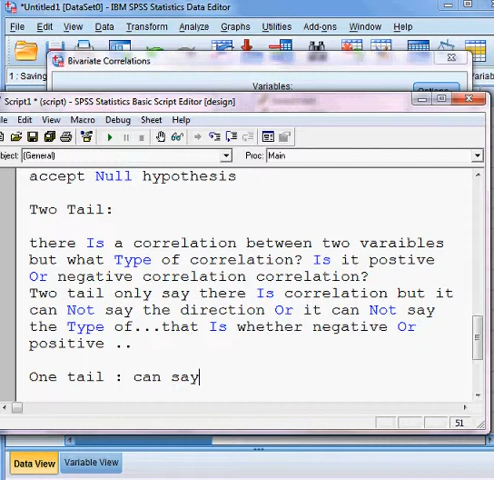 *Untitled1 [DataSet0] - IBM SPSS Statistics Data Editor
File Edit View Data Transform Analyze Graphs Utilities Add-ons Window Help
1 : Saving
Bivariate Correlations
Variables:
Script1 * (script) - SPSS Statistics Basic Script Editor [design]
Edit View Macro Debug Sheet Help
bject: [General] Proc: Main
accept Null hypothesis
Two Tail:
there Is a correlation between two varaibles
but what Type of correlation? Is it postive
Or negative correlation correlation?
Two tail only say there Is correlation but it
can Not say the direction Or it can Not say
the Type of...that Is whether negative Or
positive ..
One tail : can say
51
Data View Variable View